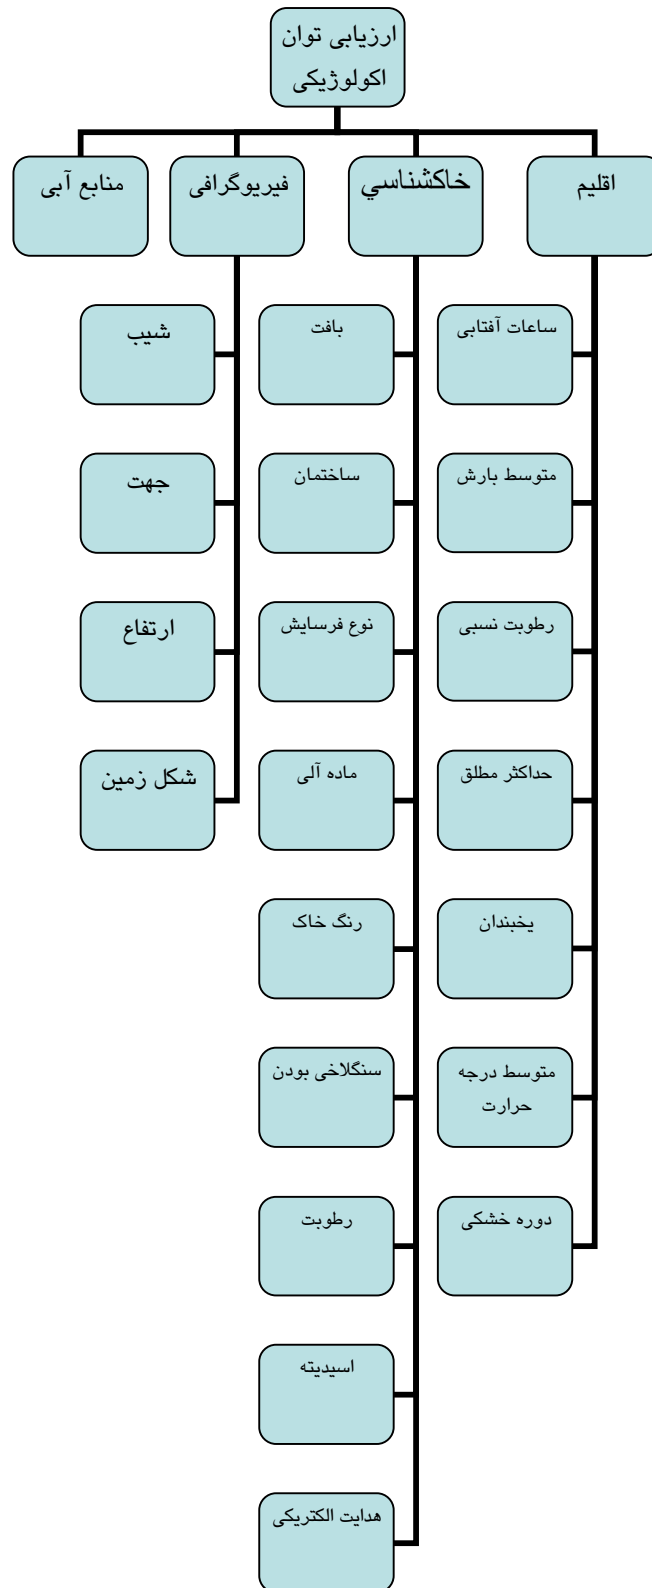 ارزیابی توان
اکولوژیکی
اقلیم
خاكشناسي
فیریوگرافی
منابع آبی
ساعات آفتابی
بافت
شیب
متوسط بارش
ساختمان
جهت
رطوبت نسبی
نوع فرسایش
ارتفاع
حداکثر مطلق
ماده آلی
شکل زمین
یخبندان
رنگ خاک
متوسط درجه
حرارت
سنگلاخی بودن
دوره خشکی
رطوبت
اسیدیته
هدایت الکتریکی